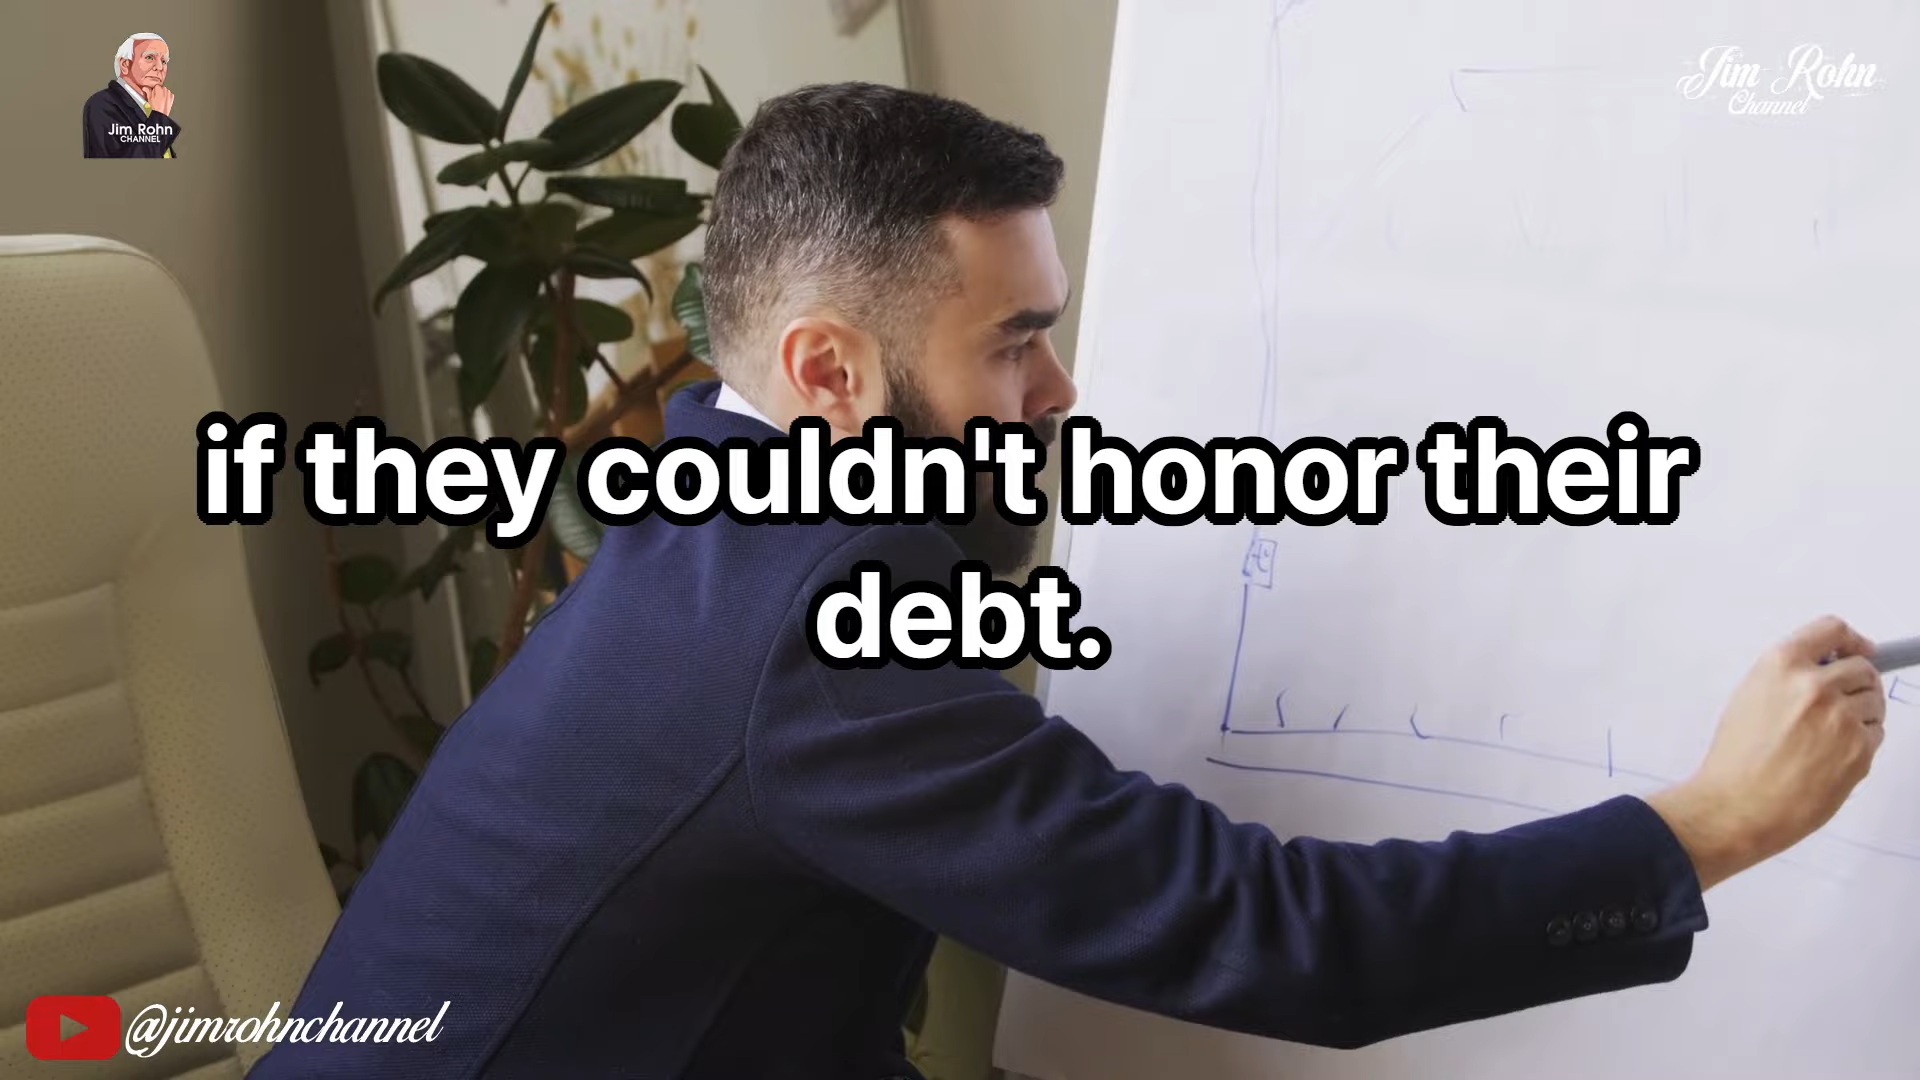 Jim Rohn
CHANNEL
Jim Rohn
Channel
if they couldn't honor their
debt.
@jimrohnchannel